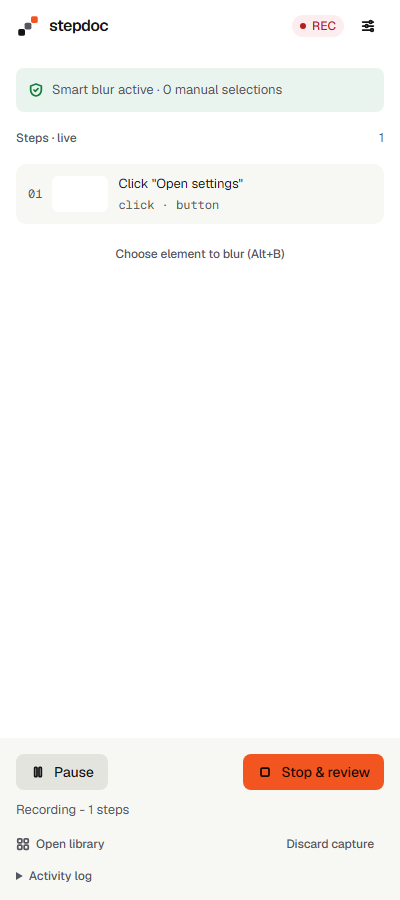 stepdoc
REC
Smart blur active · 0 manual selections
Steps · live
1
01
Click "Open settings"
click · button
Choose element to blur (Alt+B)
Pause
Stop & review
Recording - 1 steps
Open library
Discard capture
Activity log